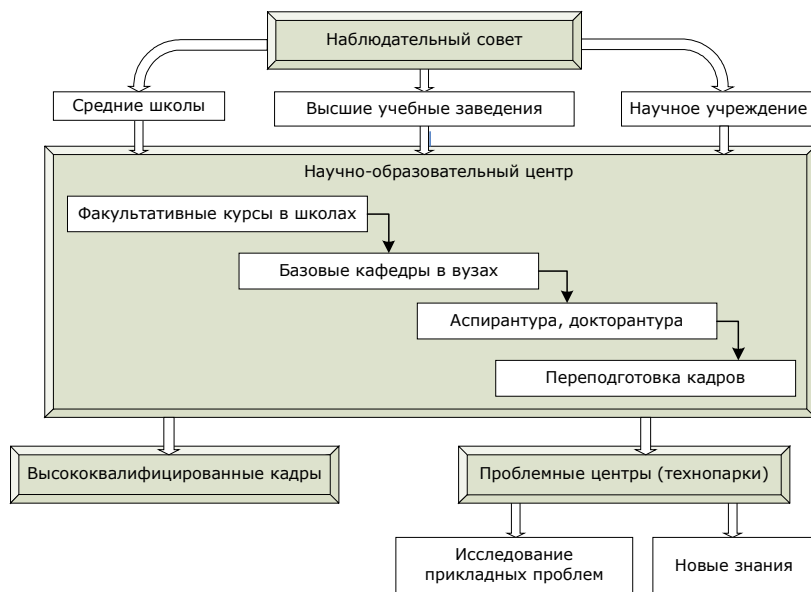 Наблюдательный совет
Средние школы
Высшие учебные заведения
Научное учреждение
Научно-образовательный центр
Факультативные курсы в школах
Базовые кафедры в вузах
Аспирантура, докторантура
Переподготовка кадров
Высококвалифицированные кадры
Проблемные центры (технопарки)
Исследование
прикладных проблем
Новые знания